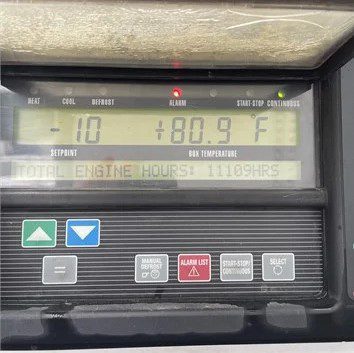 HEAT COOL DEFROST ALARM START-STOP CONTINUOUS
-10 +80.9 °F
SETPOINT BOX TEMPERATURE
TOTAL ENGINE HOURS: 11109HRS
=
MANUAL DEFROST
ALARM LIST
START-STOP/ CONTINUOUS
SELECT